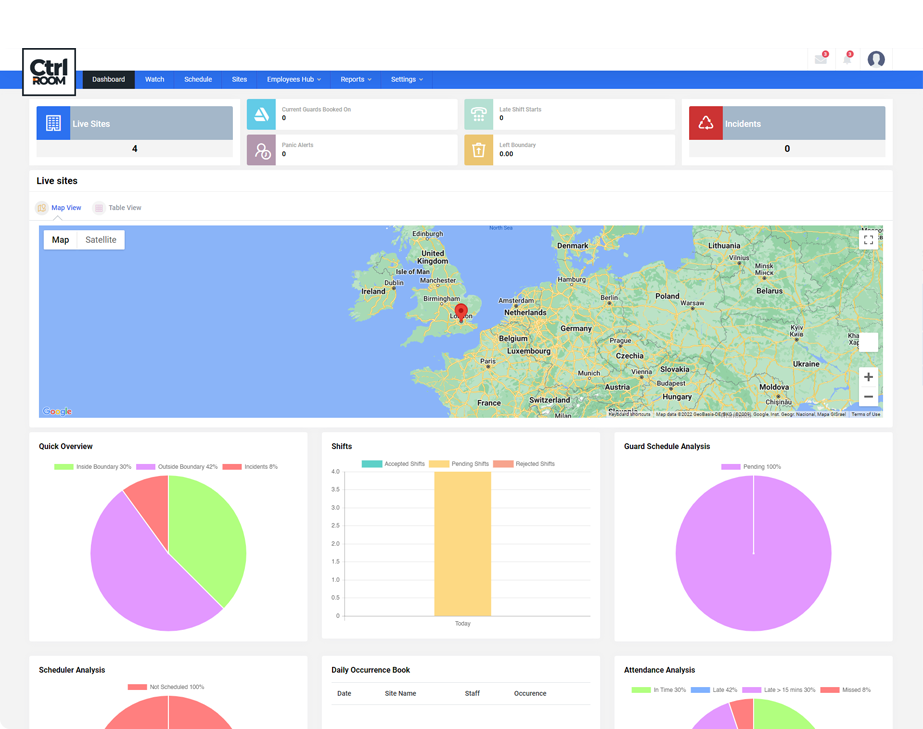 Ctrl
ROOM
3
3
Dashboard
Watch
Schedule
Sites
Employees Hub
Reports
Settings
Live Sites
4
Current Guards Booked On
0
Panic Alerts
0
Late Shift Starts
0
Left Boundary
0.00
Incidents
0
Live sites
Map View
Table View
Map
Satellite
North Sea
Edinburgh
United
Kingdom
Isle of Man
Dublin
Manchester
Ireland
Birmingham
London
Denmark
Hamburg
Amsterdam
Netherlands
Berlin
Belgium
Germany
Luxembourg
Paris
Prague
Czechia
Munich
Vienna
Slovakia
Budapest
Austria
Hungary
Switzerland
France
Milan
Slovenia
Poland
Warsaw
Lithuania
Vilnius
Minsk
Мінск
Belarus
Kyiv
Київ
Ukraine
Moldova
Chișinău
Google
Keyboard shortcuts
Map data ©2022 GeoBasis-DE/BKG (©2009), Google, Inst. Geogr. Nacional, Mapa GISrael
Terms of Use
Quick Overview
Inside Boundary 30%
Outside Boundary 42%
Incidents 8%
Shifts
Accepted Shifts
Pending Shifts
Rejected Shifts
4.0
3.5
3.0
2.5
2.0
1.5
1.0
0.5
0
Today
Guard Schedule Analysis
Pending 100%
Scheduler Analysis
Not Scheduled 100%
Daily Occurrence Book
Date Site Name Staff Occurence
Attendance Analysis
In Time 30%
Late 42%
Late > 15 mins 30%
Missed 8%